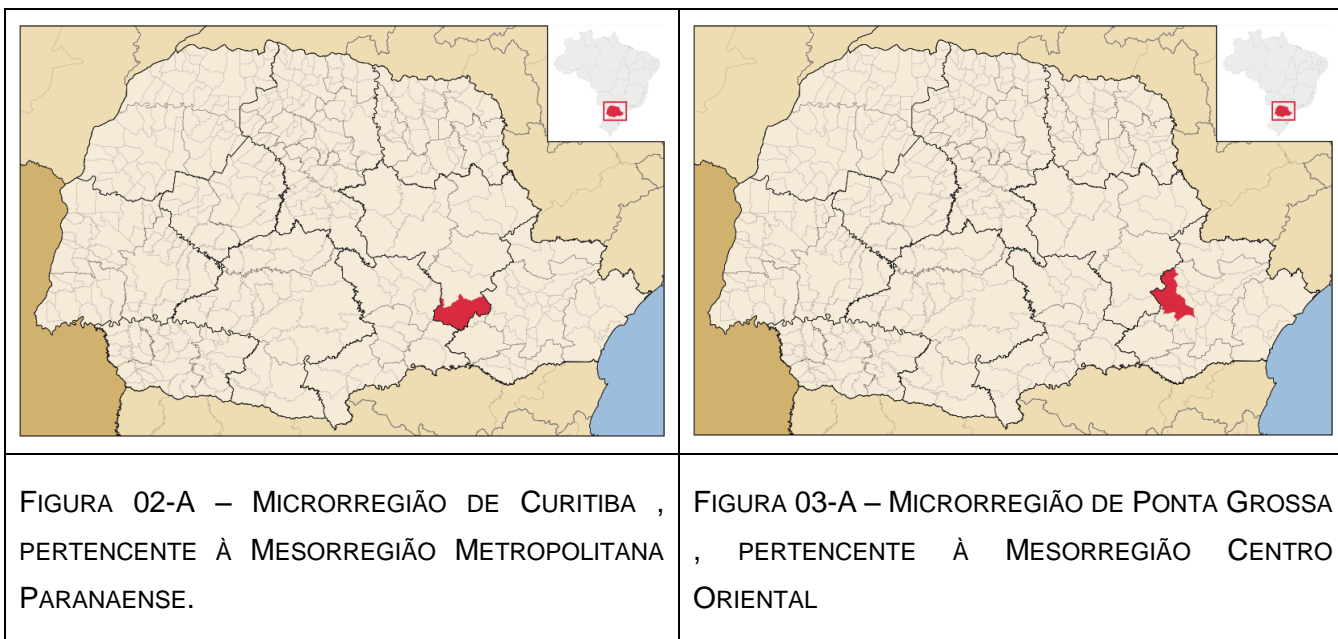 FIGURA 02-A – MICRORREGIÃO DE CURITIBA ,
PERTENCENTE À MESORREGIÃO METROPOLITANA
PARANAENSE.
FIGURA 03-A – MICRORREGIÃO DE PONTA GROSSA
, PERTENCENTE À MESORREGIÃO CENTRO
ORIENTAL